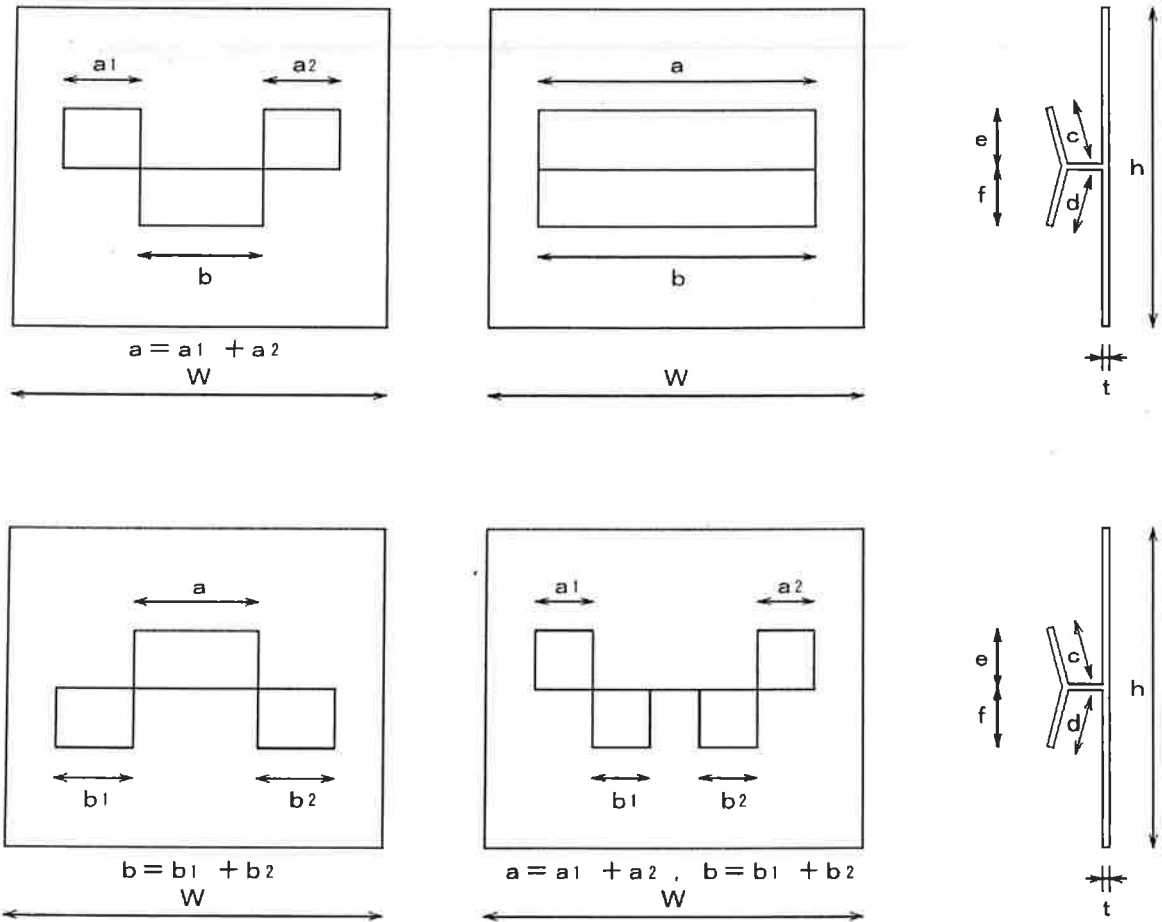 a1 a2
b
a = a1 + a2
W
a
b
W
e
f
c
d
h
t
a
b1 b2
b = b1 + b2
W
a1 a2
b1 b2
a = a1 + a2 , b = b1 + b2
W
e
f
c
d
h
t